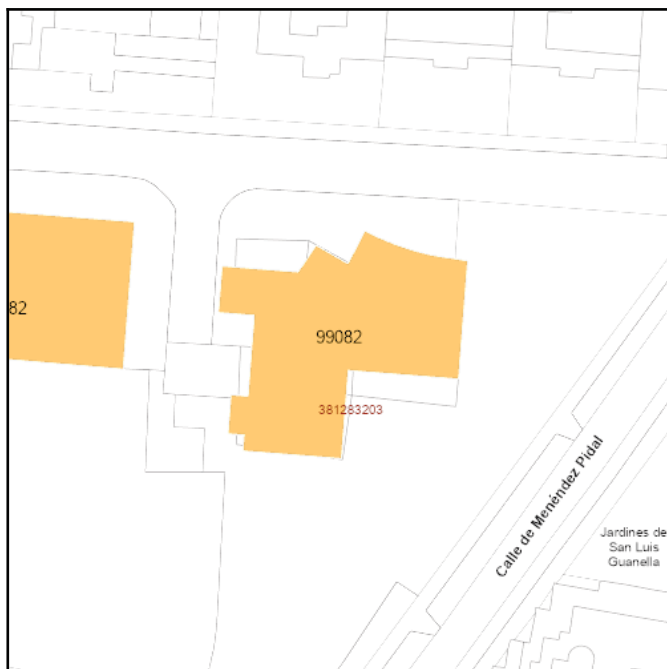 82
99082
381283203
Calle de Menéndez Pidal
Jardines de
San Luis
Guanella